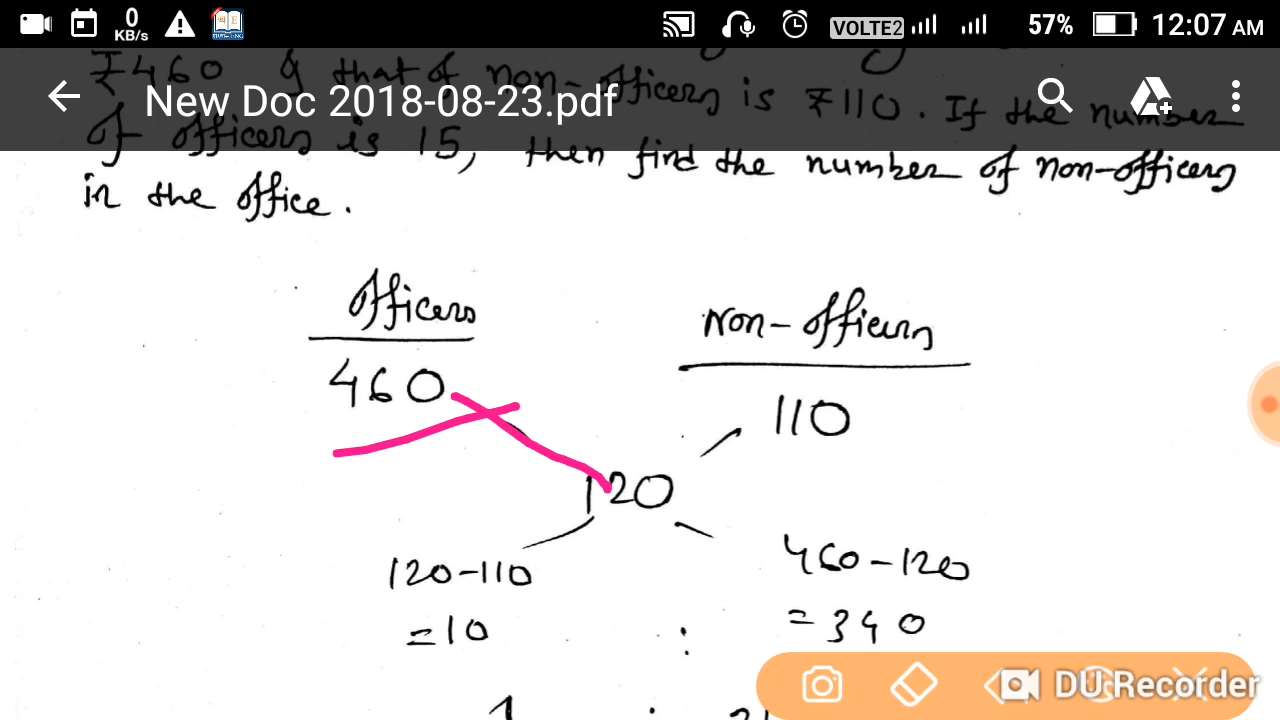 0
KB/s
VOLTE2
57%
12:07 AM
₹460 & that of non-officers is ₹110. If the number
New Doc 2018-08-23.pdf
of officers is 15, then find the number of non-officers
in the office.
Officers
Non-officers
460
110
120
120-110
460-120
=10
:
=340
1 :
DU Recorder